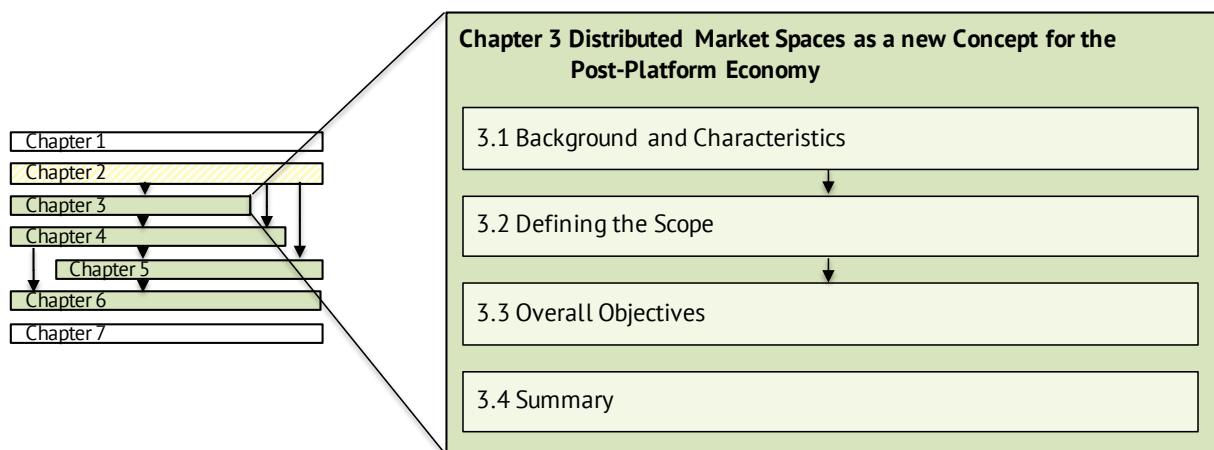 Chapter 1
Chapter 2
Chapter 3
Chapter 4
Chapter 5
Chapter 6
Chapter 7
Chapter 3 Distributed Market Spaces as a new Concept for the
Post-Platform Economy
3.1 Background and Characteristics
3.2 Defining the Scope
3.3 Overall Objectives
3.4 Summary